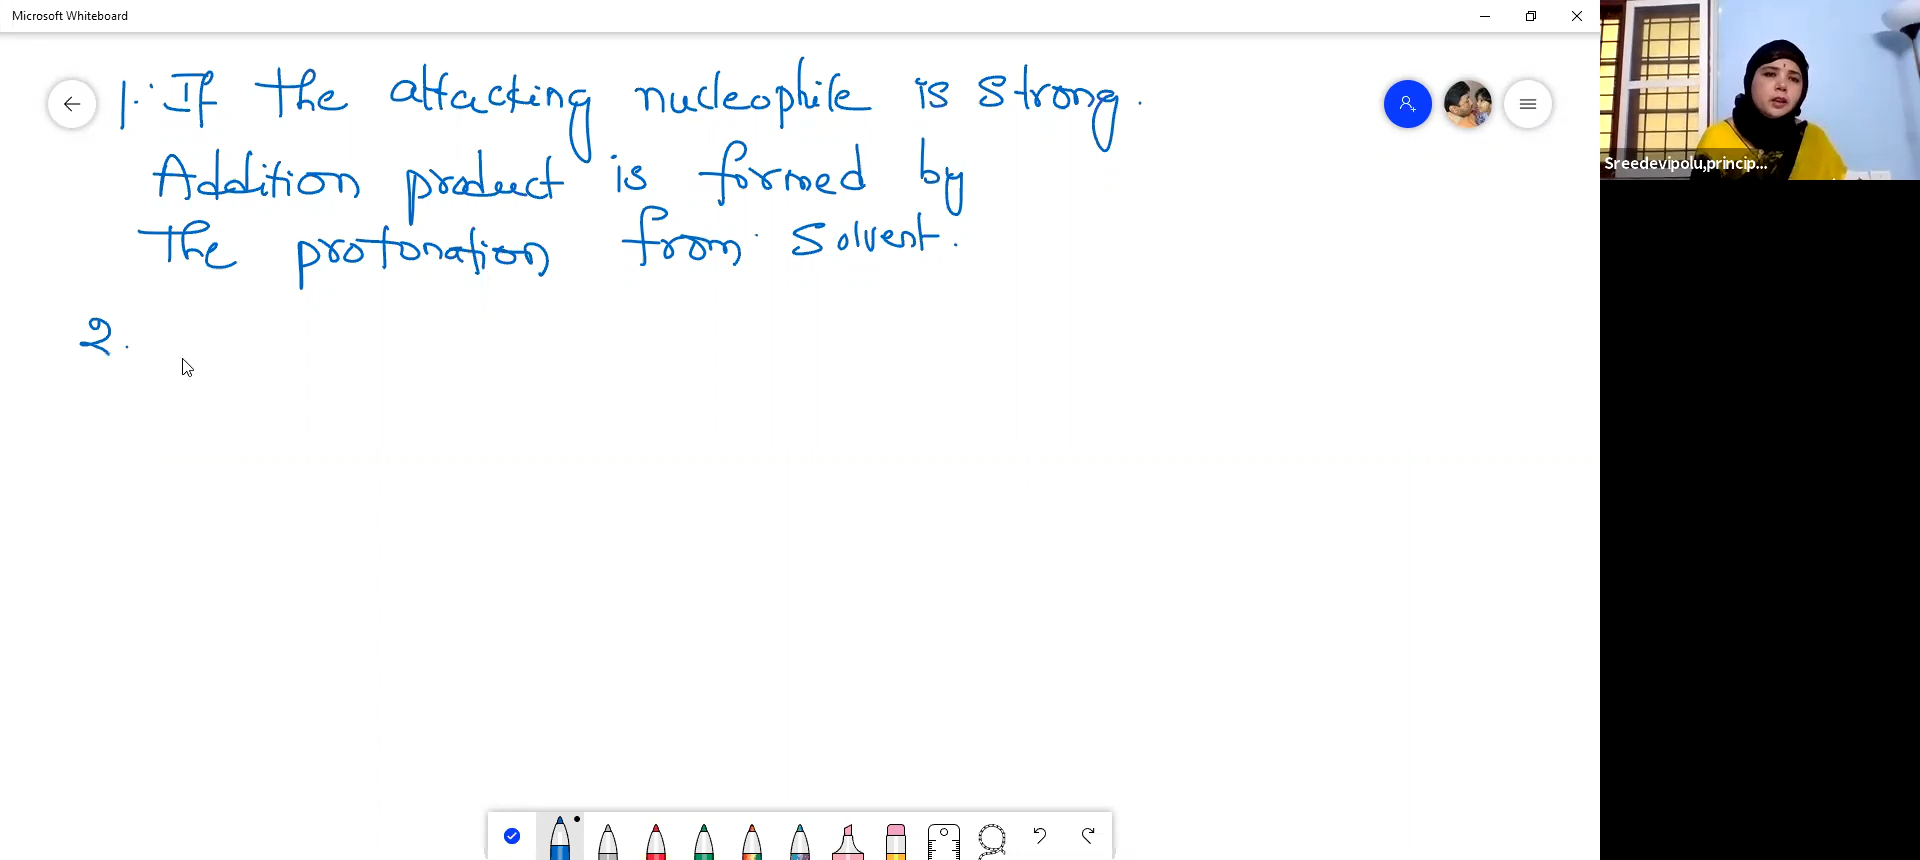 Microsoft Whiteboard
1. If the attacking nucleophile is strong.
Addition product is formed by
the protonation from solvent.
2.
Sreedevipolu,princip...